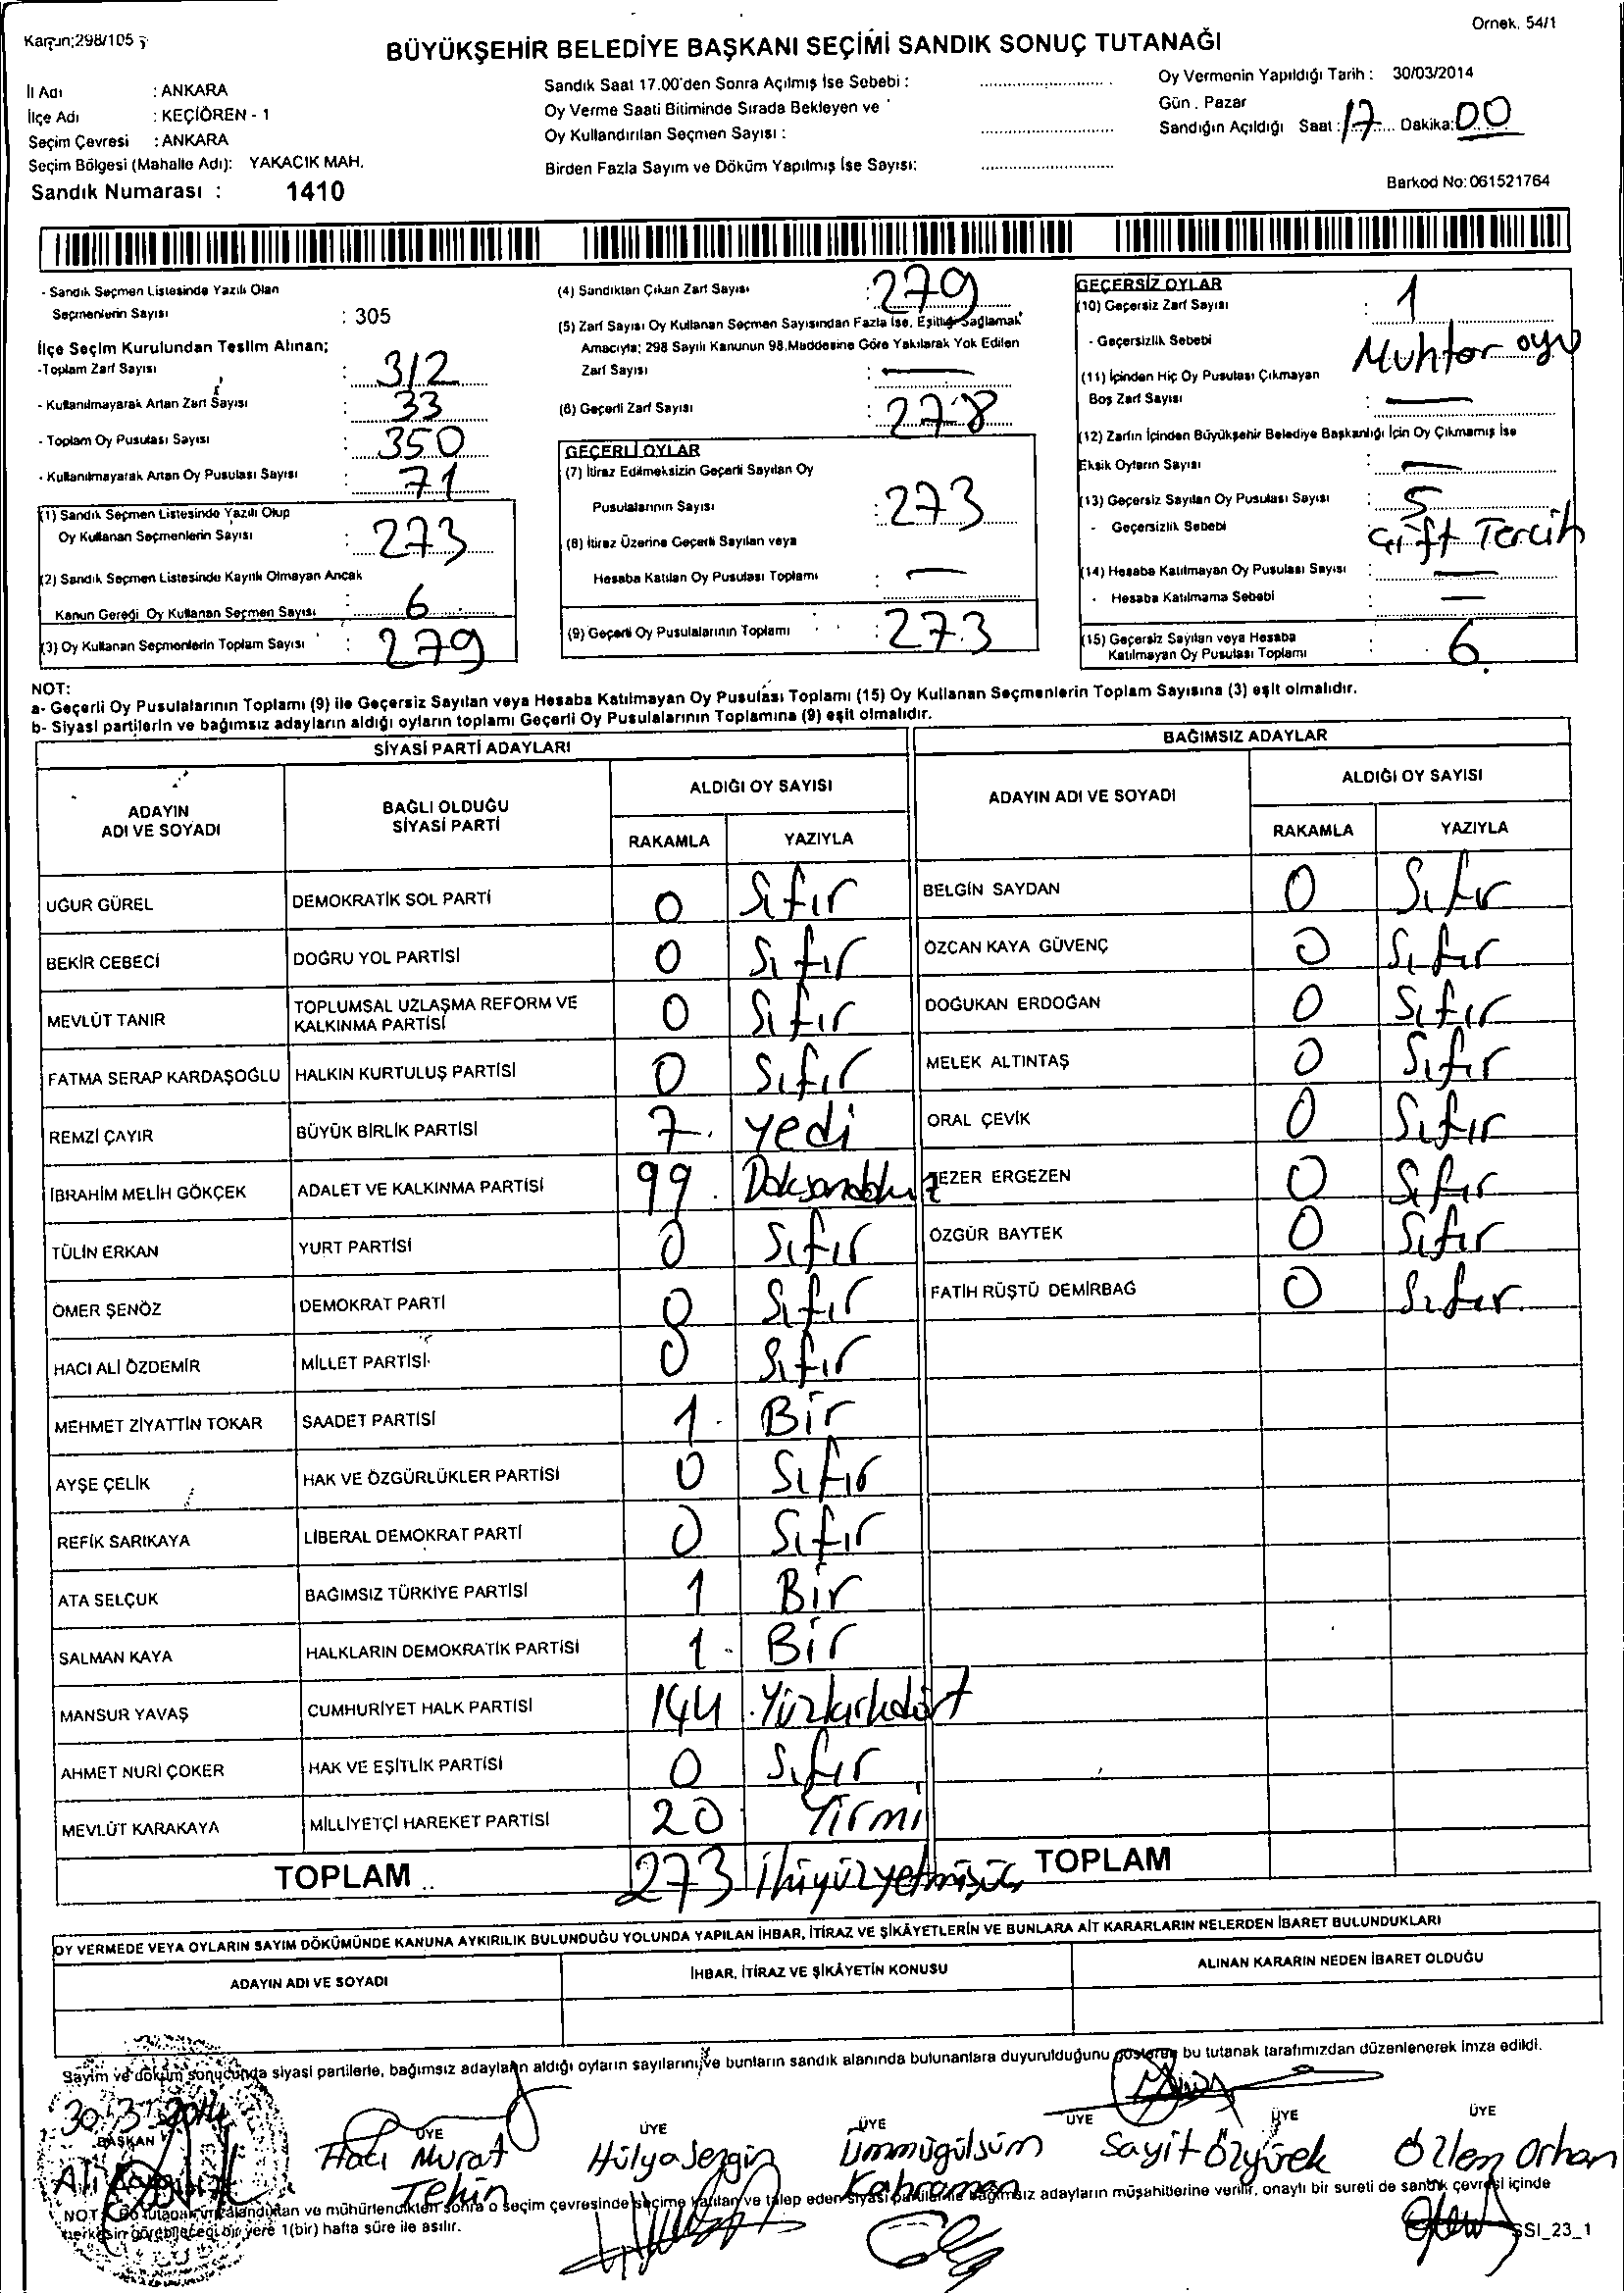 Örnek. 54/1
Kanun;298/105
BÜYÜKŞEHİR BELEDİYE BAŞKANI SEÇİMİ SANDIK SONUÇ TUTANAĞI
İl Adı : ANKARA
İlçe Adı : KEÇİÖREN - 1
Seçim Çevresi : ANKARA
Seçim Bölgesi (Mahalle Adı): YAKACIK MAH.
Sandık Numarası : 1410
Sandık Saat 17.00'den Sonra Açılmış İse Sebebi :
Oy Verme Saati Bitiminde Sırada Bekleyen ve
Oy Kullandırılan Seçmen Sayısı :
Birden Fazla Sayım ve Döküm Yapılmış İse Sayısı:
Oy Vermenin Yapıldığı Tarih : 30/03/2014
Gün . Pazar
Sandığın Açıldığı Saat : 17 Dakika: 00
Barkod No: 061521764
- Sandık Seçmen Listesinde Yazılı Olan
Seçmenlerin Sayısı : 305
İlçe Seçim Kurulundan Teslim Alınan;
-Toplam Zarf Sayısı : 312
- Kullanılmayarak Artan Zarf Sayısı : 33
- Toplam Oy Pusulası Sayısı : 350
- Kullanılmayarak Artan Oy Pusulası Sayısı : 71
(1) Sandık Seçmen Listesinde Yazılı Olup
Oy Kullanan Seçmenlerin Sayısı : 273
(2) Sandık Seçmen Listesinde Kayıtlı Olmayan Ancak
Kanun Gereği Oy Kullanan Seçmen Sayısı : 6
(3) Oy Kullanan Seçmenlerin Toplam Sayısı : 279
(4) Sandıktan Çıkan Zarf Sayısı : 279
(5) Zarf Sayısı Oy Kullanan Seçmen Sayısından Fazla İse, Eşitliği Sağlamak
Amacıyla; 298 Sayılı Kanunun 98.Maddesine Göre Yakılarak Yok Edilen
Zarf Sayısı : —
(6) Geçerli Zarf Sayısı : 278
GEÇERLİ OYLAR
(7) İtiraz Edilmeksizin Geçerli Sayılan Oy
Pusulalarının Sayısı : 273
(8) İtiraz Üzerine Geçerli Sayılan veya
Hesaba Katılan Oy Pusulası Toplamı : —
(9) Geçerli Oy Pusulalarının Toplamı : 273
GEÇERSİZ OYLAR
(10) Geçersiz Zarf Sayısı : 1
- Geçersizlik Sebebi Muhtar oyu
(11) İçinden Hiç Oy Pusulası Çıkmayan
Boş Zarf Sayısı : —
(12) Zarfın İçinden Büyükşehir Belediye Başkanlığı İçin Oy Çıkmamış İse
Eksik Oyların Sayısı : —
(13) Geçersiz Sayılan Oy Pusulası Sayısı : 5
- Geçersizlik Sebebi : Çift Tercih
(14) Hesaba Katılmayan Oy Pusulası Sayısı : —
- Hesaba Katılmama Sebebi : —
(15) Geçersiz Sayılan veya Hesaba
Katılmayan Oy Pusulası Toplamı : 6
NOT:
a- Geçerli Oy Pusulalarının Toplamı (9) ile Geçersiz Sayılan veya Hesaba Katılmayan Oy Pusulası Toplamı (15) Oy Kullanan Seçmenlerin Toplam Sayısına (3) eşit olmalıdır.
b- Siyasi partilerin ve bağımsız adayların aldığı oyların toplamı Geçerli Oy Pusulalarının Toplamına (9) eşit olmalıdır.
SİYASİ PARTİ ADAYLARI
ADAYIN
ADI VE SOYADI
BAĞLI OLDUĞU
SİYASİ PARTİ
ALDIĞI OY SAYISI
RAKAMLA YAZIYLA
UĞUR GÜREL DEMOKRATİK SOL PARTİ 0 Sıfır
BEKİR CEBECİ DOĞRU YOL PARTİSİ 0 Sıfır
MEVLÜT TANIR TOPLUMSAL UZLAŞMA REFORM VE
KALKINMA PARTİSİ 0 Sıfır
FATMA SERAP KARDAŞOĞLU HALKIN KURTULUŞ PARTİSİ 0 Sıfır
REMZİ ÇAYIR BÜYÜK BİRLİK PARTİSİ 7 Yedi
İBRAHİM MELİH GÖKÇEK ADALET VE KALKINMA PARTİSİ 99 Doksandokuz
TÜLİN ERKAN YURT PARTİSİ 0 Sıfır
ÖMER ŞENÖZ DEMOKRAT PARTİ 0 Sıfır
HACI ALİ ÖZDEMİR MİLLET PARTİSİ 0 Sıfır
MEHMET ZİYATTİN TOKAR SAADET PARTİSİ 1 Bir
AYŞE ÇELİK HAK VE ÖZGÜRLÜKLER PARTİSİ 0 Sıfır
REFİK SARIKAYA LİBERAL DEMOKRAT PARTİ 0 Sıfır
ATA SELÇUK BAĞIMSIZ TÜRKİYE PARTİSİ 1 Bir
SALMAN KAYA HALKLARIN DEMOKRATİK PARTİSİ 1 Bir
MANSUR YAVAŞ CUMHURİYET HALK PARTİSİ 144 Yüzkırkdört
AHMET NURİ ÇOKER HAK VE EŞİTLİK PARTİSİ 0 Sıfır
MEVLÜT KARAKAYA MİLLİYETÇİ HAREKET PARTİSİ 20 Yirmi
TOPLAM 273 İkiyüzyetmişüç
BAĞIMSIZ ADAYLAR
ADAYIN ADI VE SOYADI
ALDIĞI OY SAYISI
RAKAMLA YAZIYLA
BELGİN SAYDAN 0 Sıfır
ÖZCAN KAYA GÜVENÇ 0 Sıfır
DOĞUKAN ERDOĞAN 0 Sıfır
MELEK ALTINTAŞ 0 Sıfır
ORAL ÇEVİK 0 Sıfır
TEZER ERGEZEN 0 Sıfır
ÖZGÜR BAYTEK 0 Sıfır
FATİH RÜŞTÜ DEMİRBAĞ 0 Sıfır
TOPLAM
OY VERMEDE VEYA OYLARIN SAYIM DÖKÜMÜNDE KANUNA AYKIRILIK BULUNDUĞU YOLUNDA YAPILAN İHBAR, İTİRAZ VE ŞİKÂYETLERİN VE BUNLARA AİT KARARLARIN NELERDEN İBARET BULUNDUKLARI
ADAYIN ADI VE SOYADI İHBAR, İTİRAZ VE ŞİKÂYETİN KONUSU ALINAN KARARIN NEDEN İBARET OLDUĞU
Sayım ve döküm sonucunda siyasi partilerle, bağımsız adayların aldığı oyların sayılarını ve bunların sandık alanında bulunanlara duyurulduğunu gösteren bu tutanak tarafımızdan düzenlenerek imza edildi.
30.3.2014
BAŞKAN ÜYE ÜYE ÜYE ÜYE ÜYE ÜYE
Ali
Hacı Murat
Tekin
Hülya Sezgin
Ümmügülsüm
Kahraman
Sayit Özyürek
Özlem Orhan
NOT: Bu tutanak imzalandıktan ve mühürlendikten sonra o seçim çevresinde seçime katılan ve talep eden siyasi partilerle bağımsız adayların müşahitlerine verilir, onaylı bir sureti de sandık çevresi içinde
herkesin görebileceği bir yere 1(bir) hafta süre ile asılır.
SSI_23_1